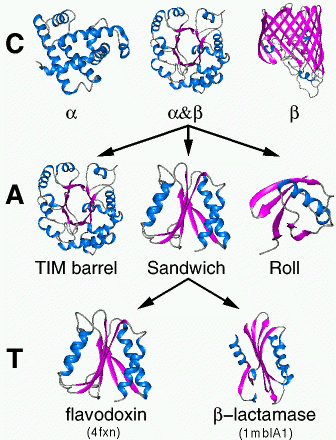 C
α α&β β
A
TIM barrel Sandwich Roll
T
flavodoxin β-lactamase
(4fxn) (1mblA1)